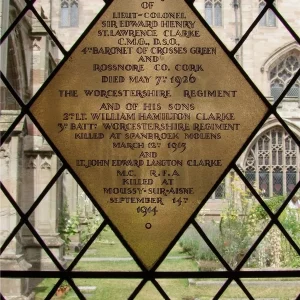 OF
LIEUT-COLONEL
SIR EDWARD HENRY
ST. LAWRENCE CLARKE
C.M.G., D.S.O.,
4TH BARONET OF CROSSES GREEN
AND
ROSSNORE CO. CORK
DIED MAY 7TH 1926
THE WORCESTERSHIRE REGIMENT
AND OF HIS SONS
2ND LT. WILLIAM HAMILTON CLARKE
3RD BATT: WORCESTERSHIRE REGIMENT
KILLED AT SPANBROEK MOLENS
MARCH 12TH 1915
AND
LT. JOHN EDWARD LANGTON CLARKE
M.C. R.F.A
KILLED AT
MOUSSY-SUR-AISNE
SEPTEMBER 14TH
1914